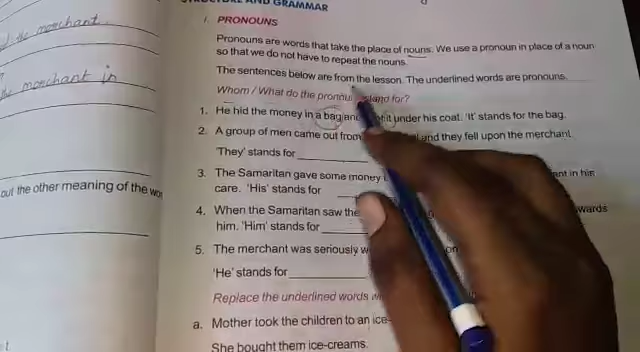 AND GRAMMAR
the merchant.
the merchant in
out the other meaning of the
1. PRONOUNS
Pronouns are words that take the place of nouns. We use a pronoun in place of a noun
so that we do not have to repeat the nouns.
The sentences below are from the lesson. The underlined words are pronouns.
Whom / What do the stand for?
1. He hid the money in a bag and it under his coat. 'It' stands for the bag.
2. A group of men came out from and they fell upon the merchant.
'They' stands for
3. The Samaritan gave some money in his
care. 'His' stands for
4. When the Samaritan saw the
him. 'Him' stands for
5. The merchant was seriously
'He' stands for
Replace the underlined words
a. Mother took the children to an ice-
She bought them ice-creams.